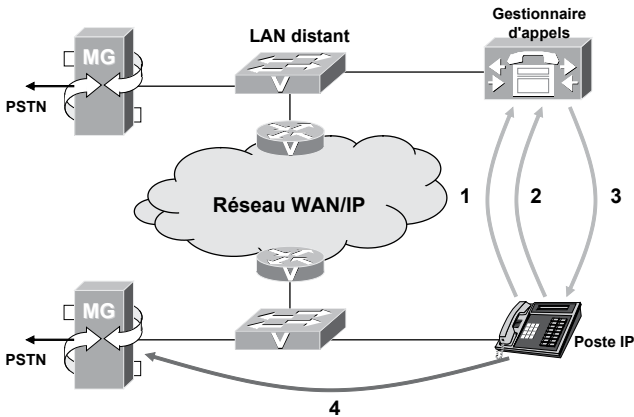 Gestionnaire
d'appels
LAN distant
MG
V
PSTN
V
1
2
3
Réseau WAN/IP
V
MG
V
PSTN
Poste IP
4